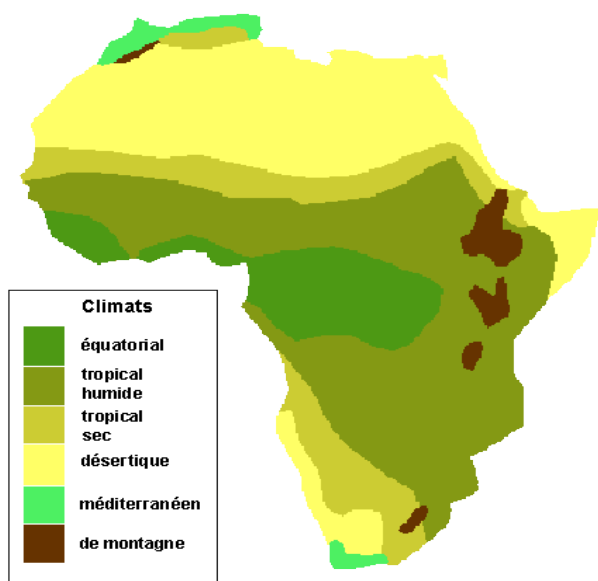 Climats
équatorial
tropical
humide
tropical
sec
désertique
méditerranéen
de montagne